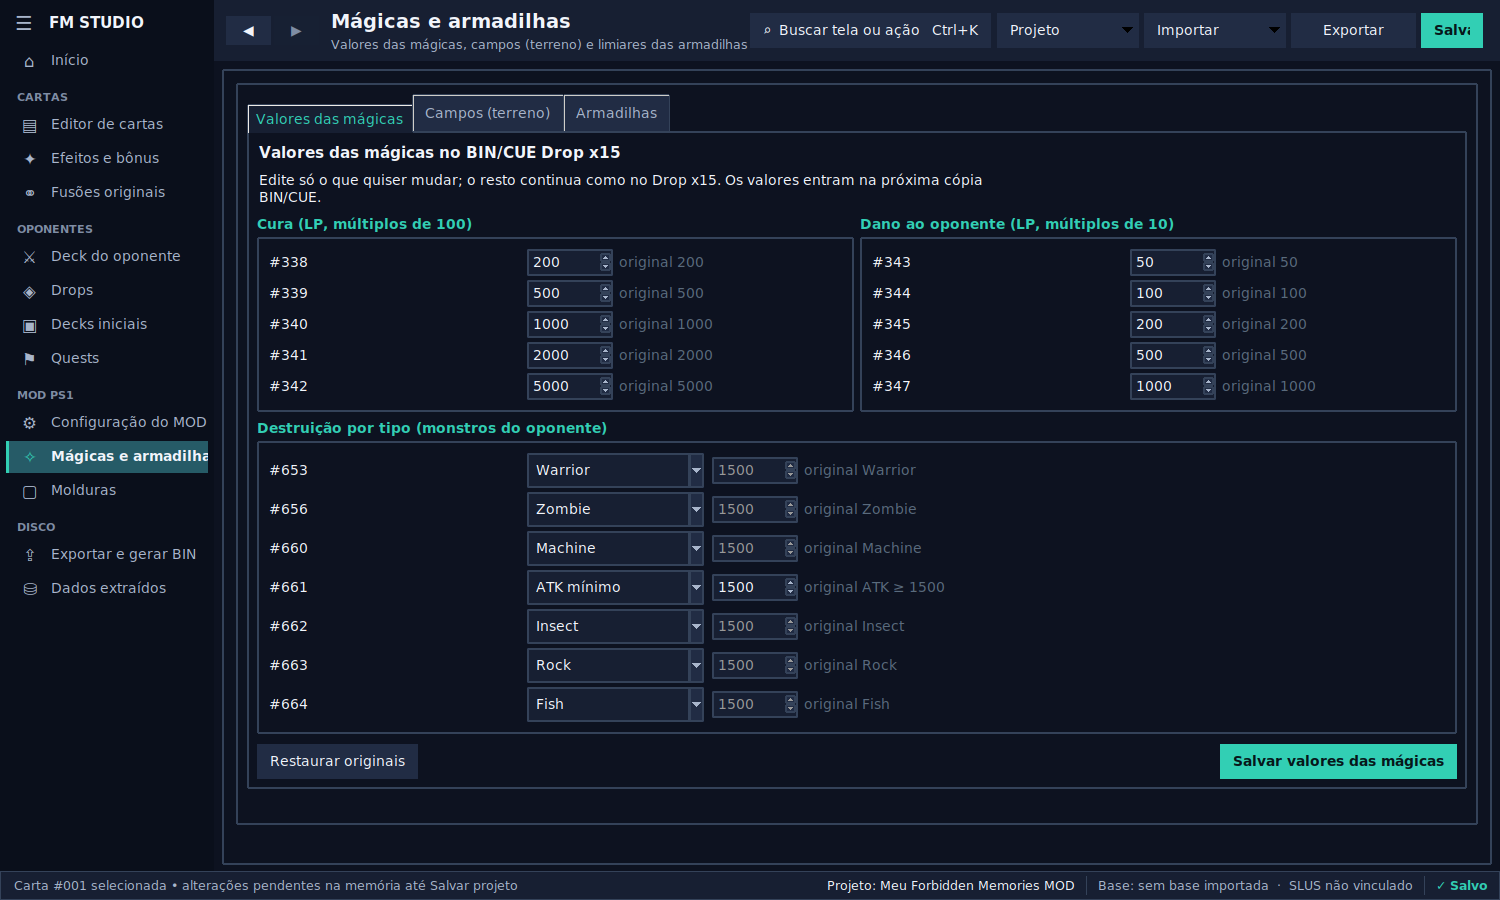 ☰ FM STUDIO
⌂ Início
CARTAS
▤ Editor de cartas
✦ Efeitos e bônus
⚭ Fusões originais
OPONENTES
⚔ Deck do oponente
◈ Drops
▣ Decks iniciais
⚑ Quests
MOD PS1
⚙ Configuração do MOD
✧ Mágicas e armadilha
▢ Molduras
DISCO
⇪ Exportar e gerar BIN
⛁ Dados extraídos
◀ ▶ Mágicas e armadilhas
Valores das mágicas, campos (terreno) e limiares das armadilhas
⌕ Buscar tela ou ação Ctrl+K
Projeto
Importar
Exportar
Salva
Valores das mágicas
Campos (terreno)
Armadilhas
Valores das mágicas no BIN/CUE Drop x15
Edite só o que quiser mudar; o resto continua como no Drop x15. Os valores entram na próxima cópia
BIN/CUE.
Cura (LP, múltiplos de 100)
#338 200 original 200
#339 500 original 500
#340 1000 original 1000
#341 2000 original 2000
#342 5000 original 5000
Dano ao oponente (LP, múltiplos de 10)
#343 50 original 50
#344 100 original 100
#345 200 original 200
#346 500 original 500
#347 1000 original 1000
Destruição por tipo (monstros do oponente)
#653 Warrior 1500 original Warrior
#656 Zombie 1500 original Zombie
#660 Machine 1500 original Machine
#661 ATK mínimo 1500 original ATK ≥ 1500
#662 Insect 1500 original Insect
#663 Rock 1500 original Rock
#664 Fish 1500 original Fish
Restaurar originais
Salvar valores das mágicas
Carta #001 selecionada • alterações pendentes na memória até Salvar projeto
Projeto: Meu Forbidden Memories MOD
Base: sem base importada · SLUS não vinculado
✓ Salvo